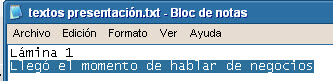 textos presentación.txt - Bloc de notas
Archivo Edición Formato Ver Ayuda
Lámina 1
Llegó el momento de hablar de negocios